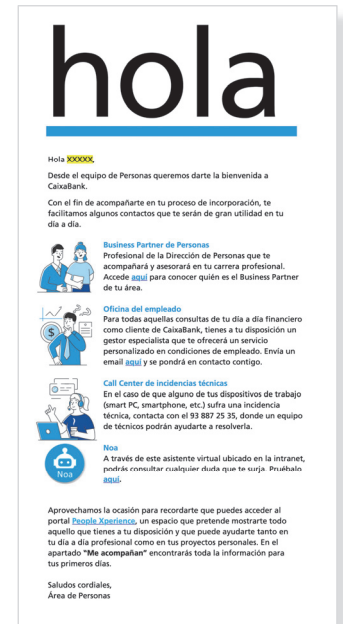 hola
Hola XXXXX,
Desde el equipo de Personas queremos darte la bienvenida a
CaixaBank.
Con el fin de acompañarte en tu proceso de incorporación, te
facilitamos algunos contactos que te serán de gran utilidad en tu
día a día.
Business Partner de Personas
Profesional de la Dirección de Personas que te
acompañará y asesorará en tu carrera profesional.
Accede aquí para conocer quién es el Business Partner
de tu área.
Oficina del empleado
Para todas aquellas consultas de tu día a día financiero
como cliente de CaixaBank, tienes a tu disposición un
gestor especialista que te ofrecerá un servicio
personalizado en condiciones de empleado. Envía un
email aquí y se pondrá en contacto contigo.
Call Center de incidencias técnicas
En el caso de que alguno de tus dispositivos de trabajo
(smart PC, smartphone, etc.) sufra una incidencia
técnica, contacta con el 93 887 25 35, donde un equipo
de técnicos podrán ayudarte a resolverla.
Noa
Noa
A través de este asistente virtual ubicado en la intranet,
podrás consultar cualquier duda que te surja. Pruébalo
aquí.
Aprovechamos la ocasión para recordarte que puedes acceder al
portal People Xperience, un espacio que pretende mostrarte todo
aquello que tienes a tu disposición y que puede ayudarte tanto en
tu día a día profesional como en tus proyectos personales. En el
apartado "Me acompañan" encontrarás toda la información para
tus primeros días.
Saludos cordiales,
Área de Personas